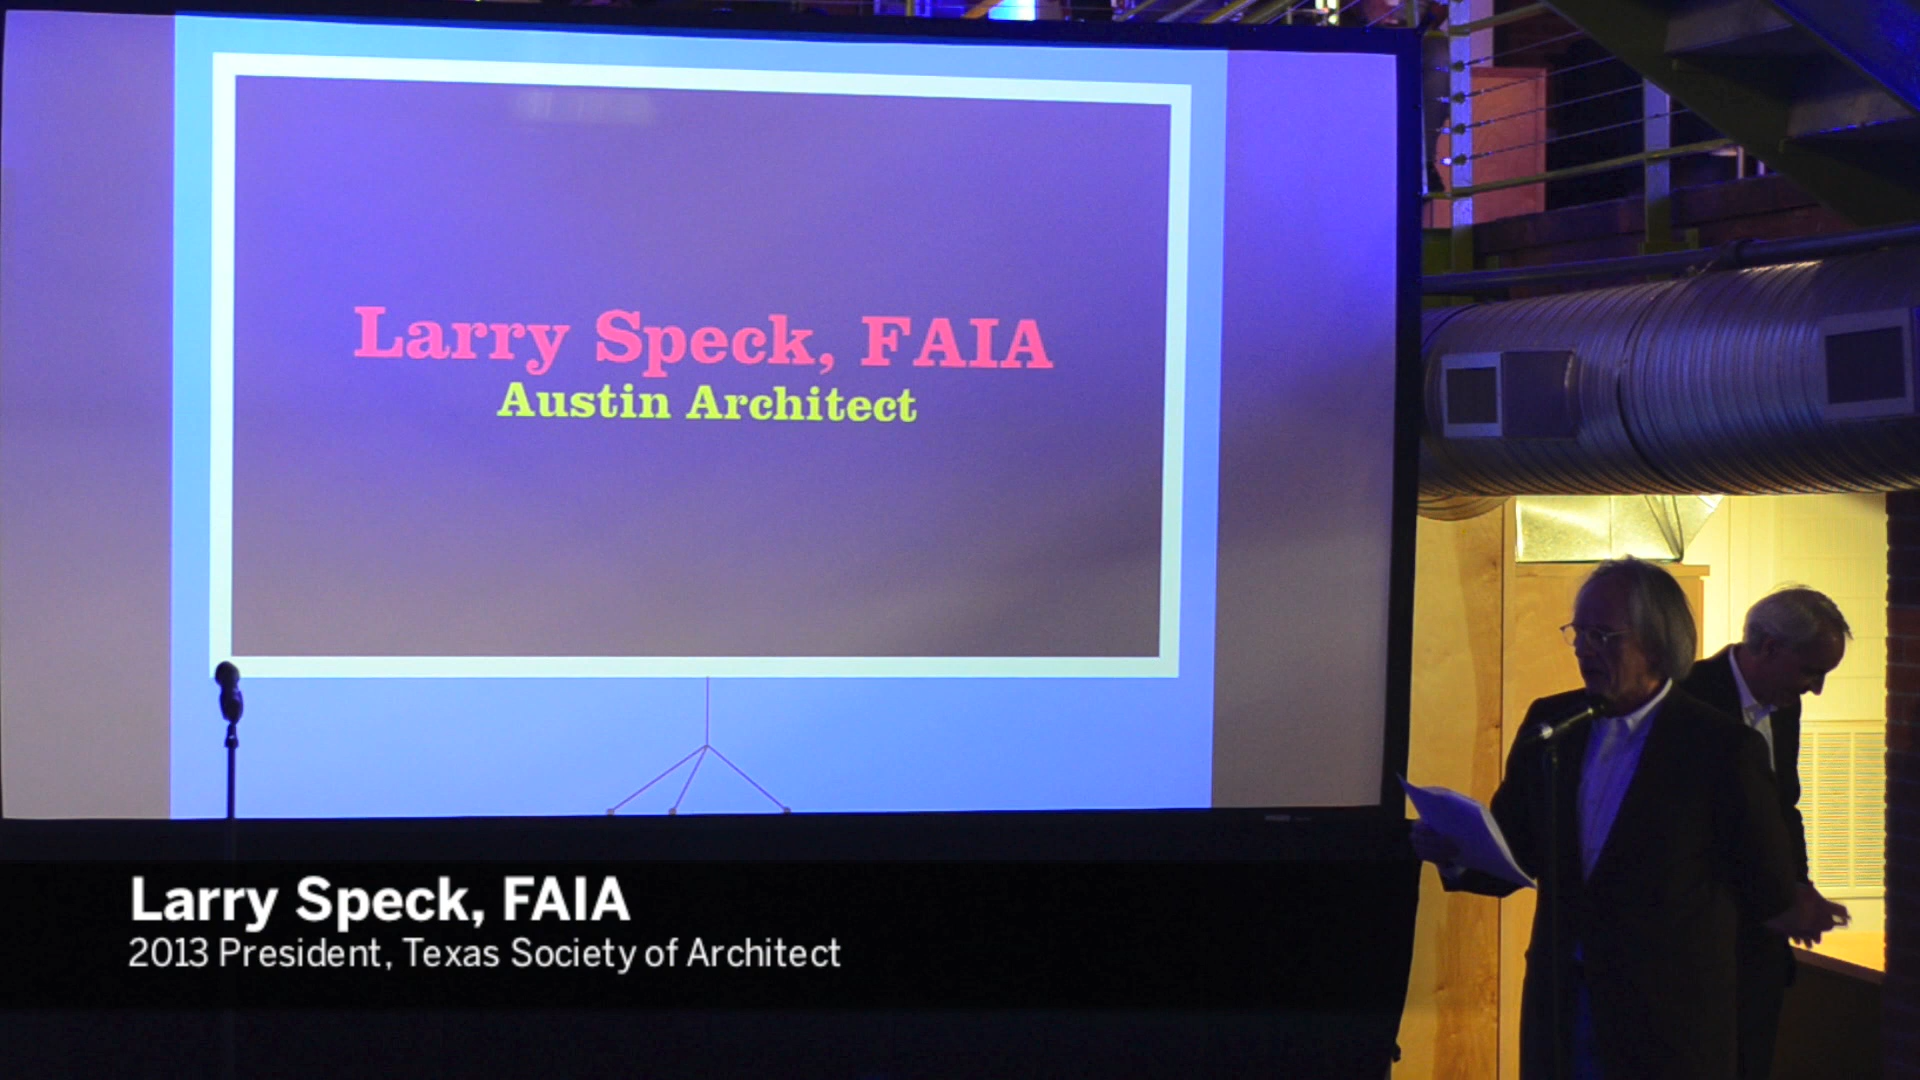 Larry Speck, FAIA
Austin Architect
Larry Speck, FAIA
2013 President, Texas Society of Architect